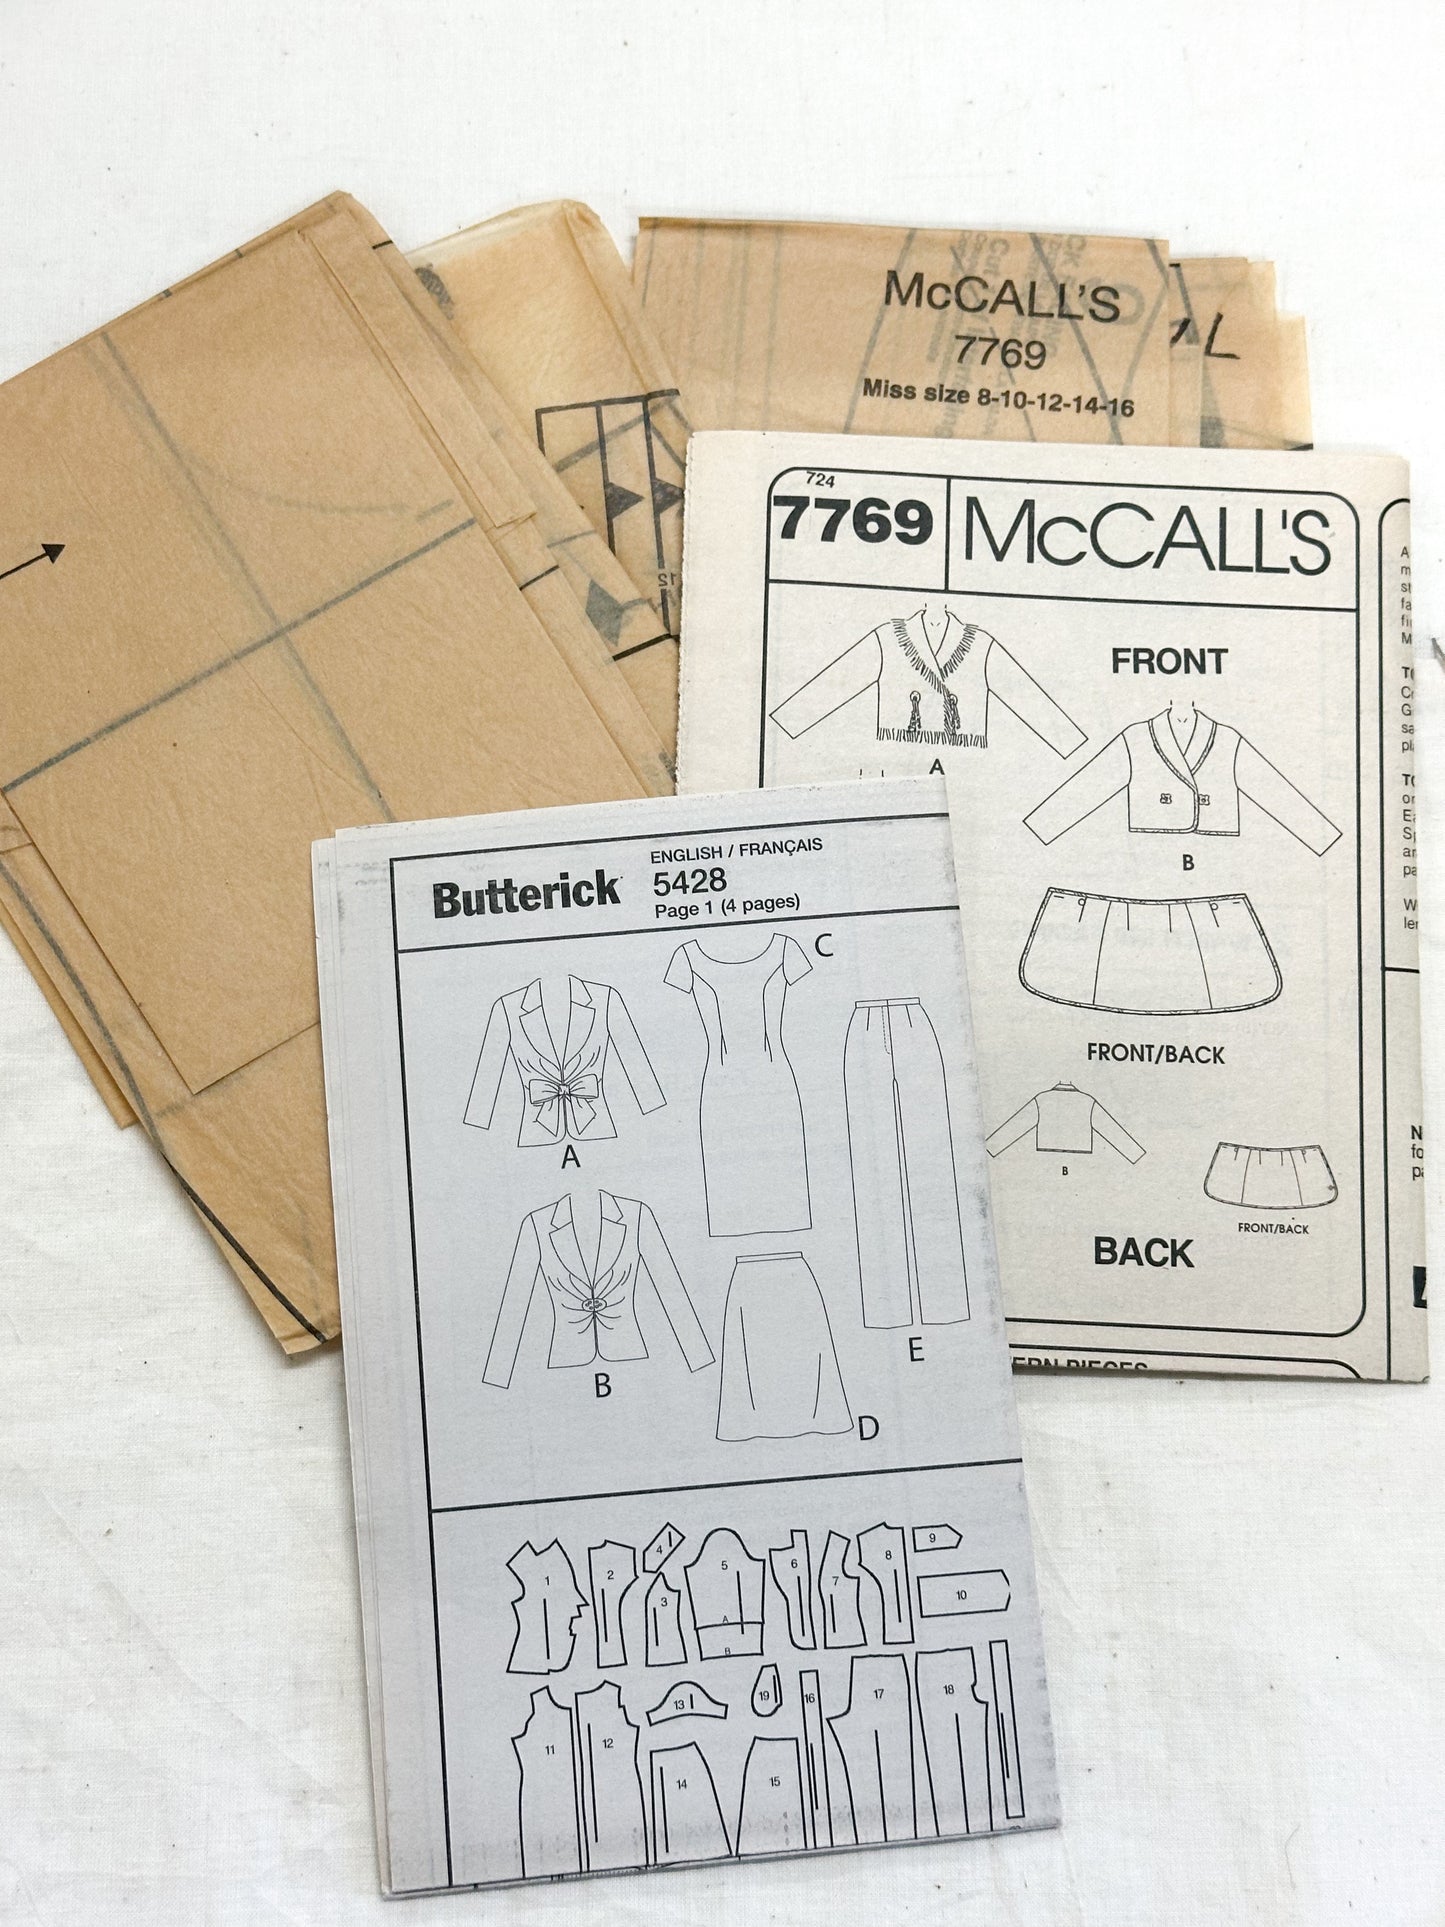 McCALL'S
7769
Miss size 8-10-12-14-16
L
12
724
7769
McCALL'S
FRONT
A
B
FRONT/BACK
B
FRONT/BACK
BACK
Butterick
ENGLISH / FRANÇAIS
5428
Page 1 (4 pages)
C
A
B
E
D
1
2
4
3
5
A
B
6
7
8
9
10
11
12
13
19
16
17
18
14
15